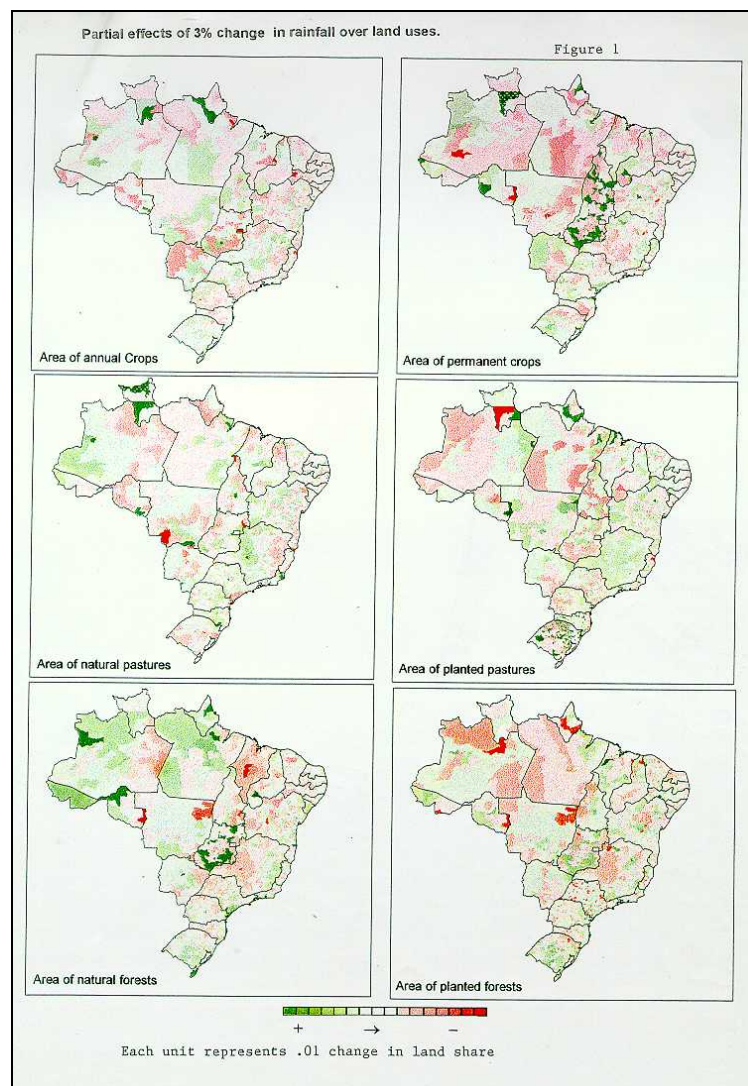 Partial effects of 3% change in rainfall over land uses.
Figure 1
Area of annual Crops
Area of permanent crops
Area of natural pastures
Area of planted pastures
Area of natural forests
Area of planted forests
+ → −
Each unit represents .01 change in land share